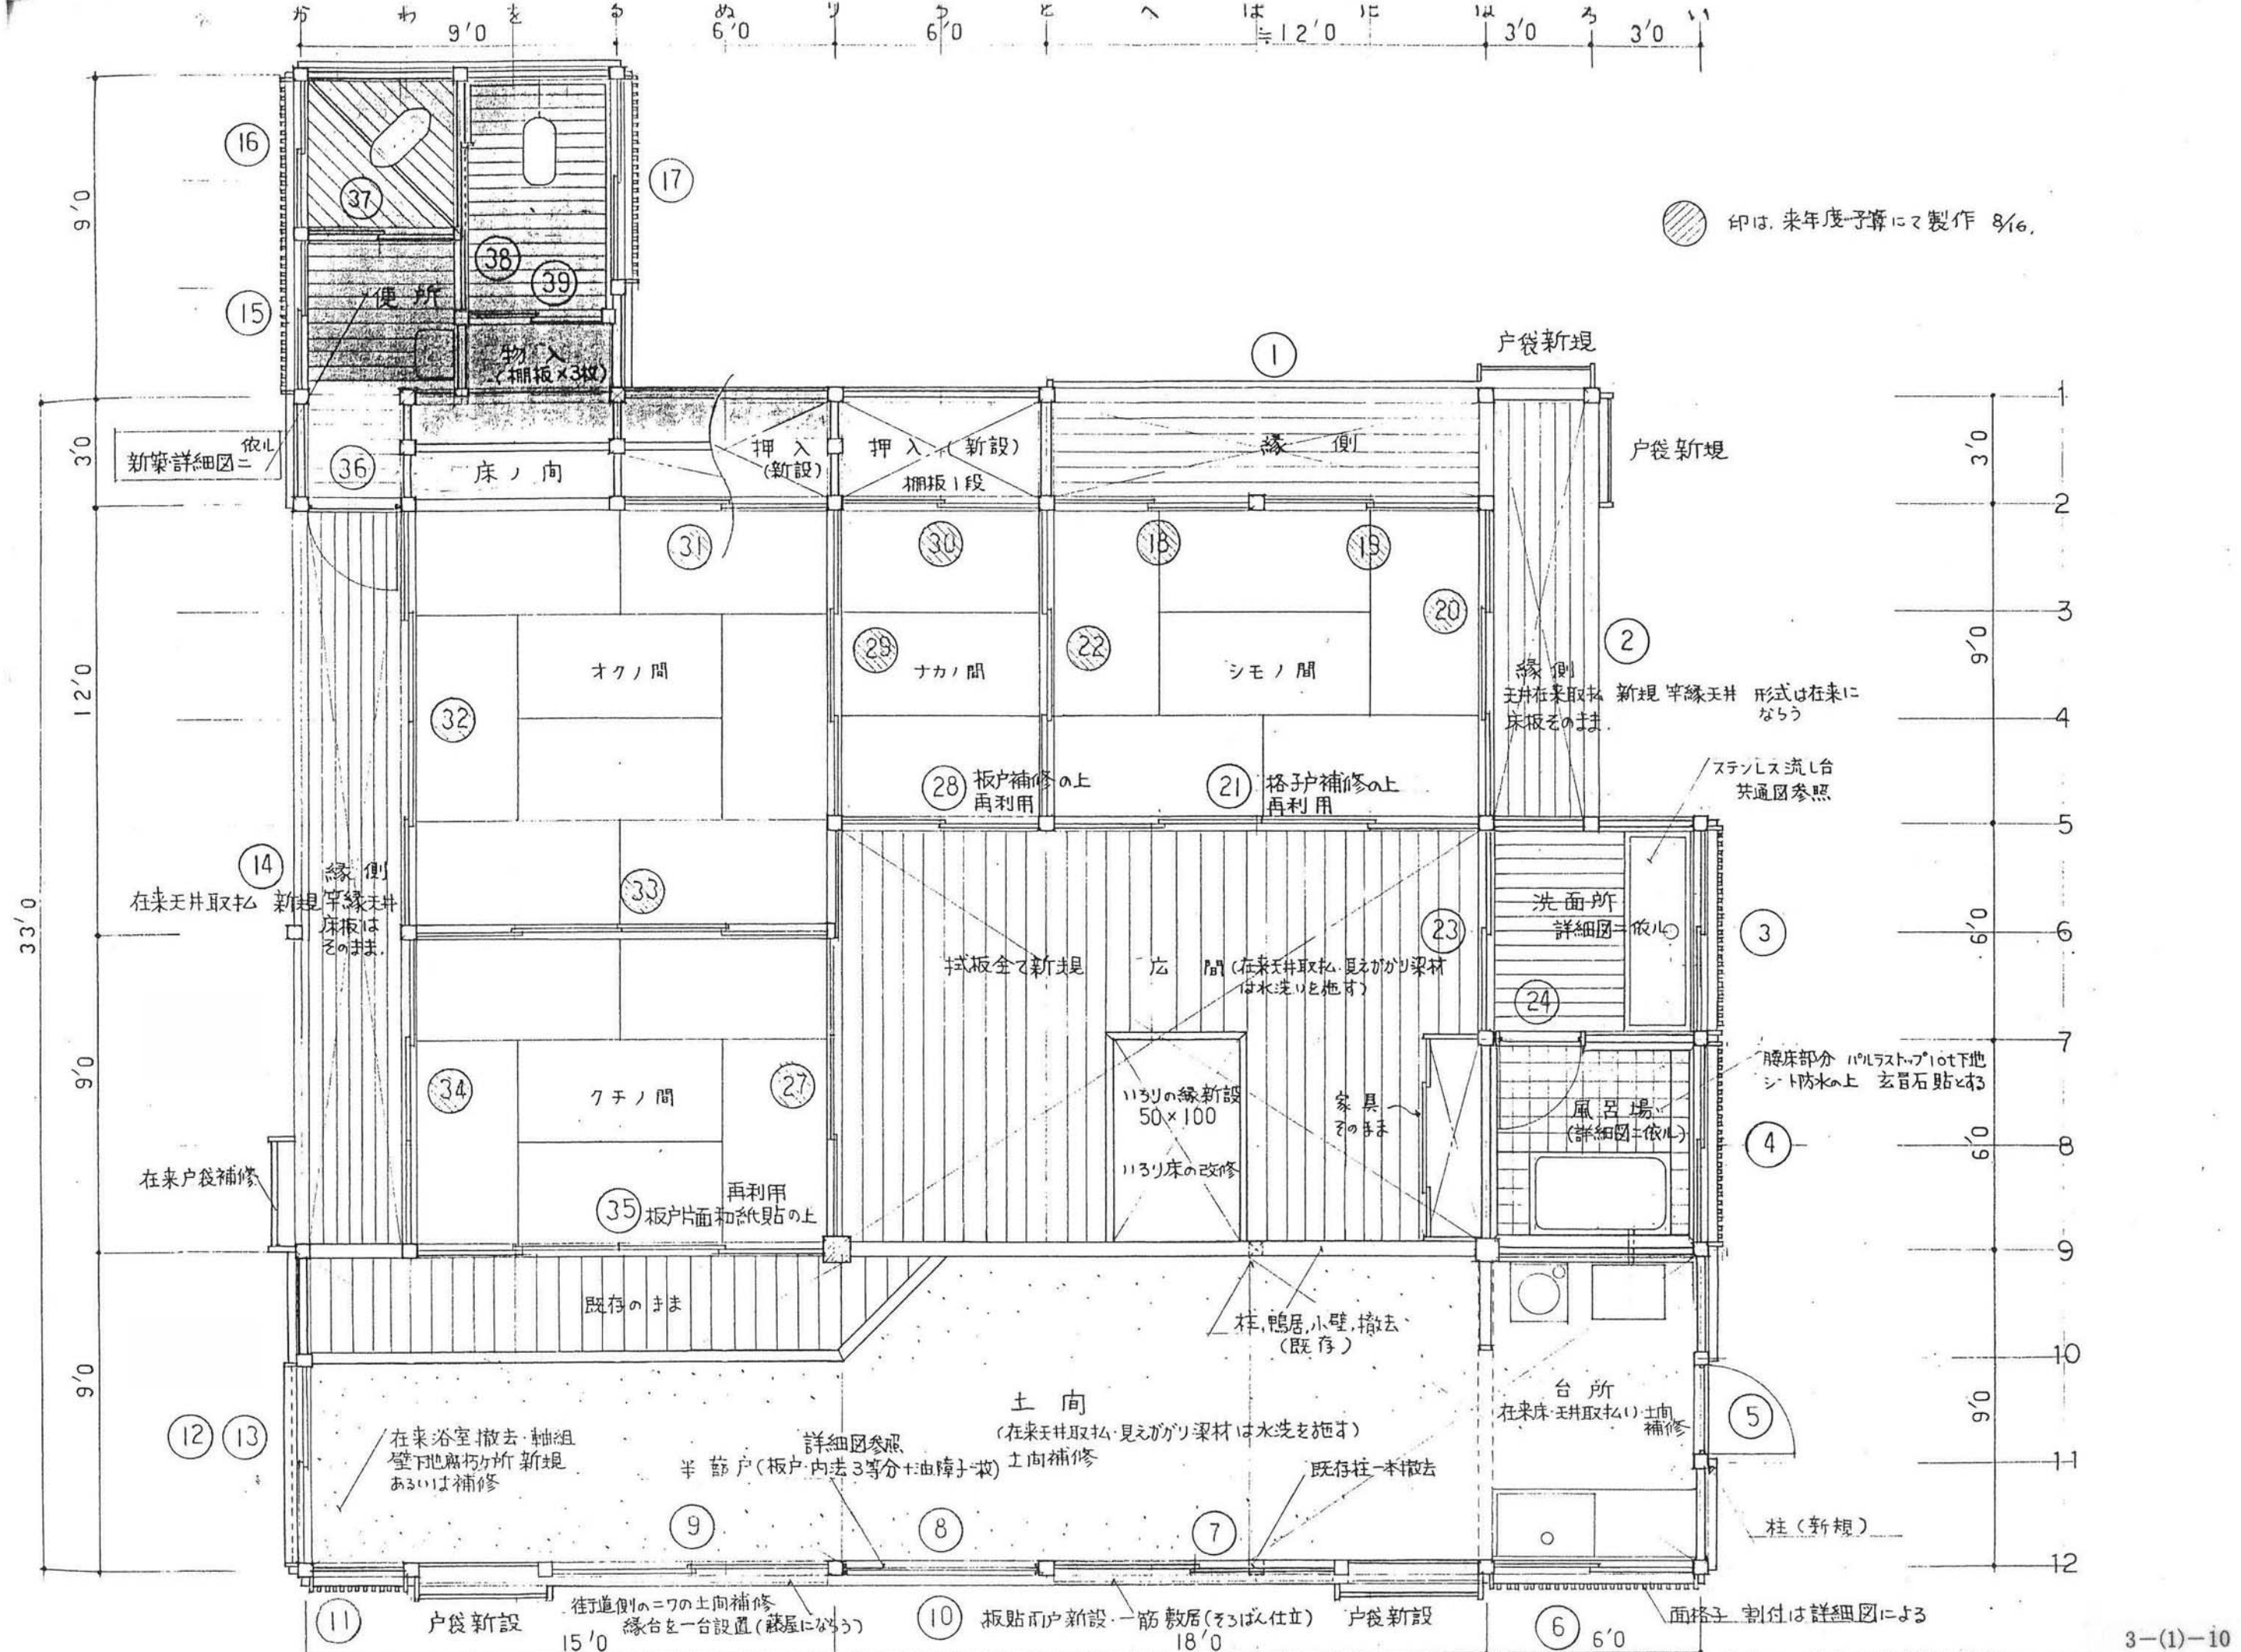 か わ を る ぬ り ち と へ ほ に は ろ い
9'0 6'0 6'0 ≒12'0 3'0 3'0
16
17
37
9'0
印は、来年度予算にて製作 8/16.
38
39
15
便所
物入
(棚板×3枚)
1
戸袋新規
1
3'0
新築詳細図ニ依ル
36
床ノ間
押入
(新設)
押入(新設)
棚板1段
縁側
戸袋新規
3'0
2
31
30
18
19
20
3
12'0
32
オクノ間
29
ナカノ間
22
シモノ間
2
9'0
縁側
天井在来取払 新規竿縁天井 形式は在来に
ならう
床板そのまま.
4
28
板戸補修の上
再利用
21
格子戸補修の上
再利用
ステンレス流し台
共通図参照
5
14
縁側
在来天井取払 新規竿縁天井
床板は
そのまま.
33
33'0
洗面所
詳細図ニ依ル
23
3
6'0
6
拭板全て新規
広間(在来天井取払・見えがかり梁材
は水洗いを施す)
24
7
9'0
34
クチノ間
27
いろりの縁新設
50×100
いろり床の改修
家具
そのまま
風呂場
(詳細図ニ依ル)
腰床部分 パルラストップ10t下地
シート防水の上 玄昌石貼とする
4
6'0
8
在来戸袋補修
35
板戸片面和紙貼の上
再利用
9
既存のまま
柱,鴨居,小壁,撤去
(既存)
10
9'0
土間
(在来天井取払・見えがかり梁材は水洗を施す)
土間補修
台所
在来床・天井取払い・土間
補修
5
9'0
12
13
在来浴室撤去・軸組
壁下地腐朽ケ所新規
あるいは補修
詳細図参照
半蔀戸(板戸・内法3等分+油障子一枚)
既存柱一本撤去
11
9
8
7
柱(新規)
12
11
戸袋新設
街道側のニワの土間補修
縁台を一台設置(藤屋にならう)
10
板貼雨戸新設・一筋敷居(そろばん仕立)
戸袋新設
6
面格子 割付は詳細図による
15'0
18'0
6'0
3-(1)-10